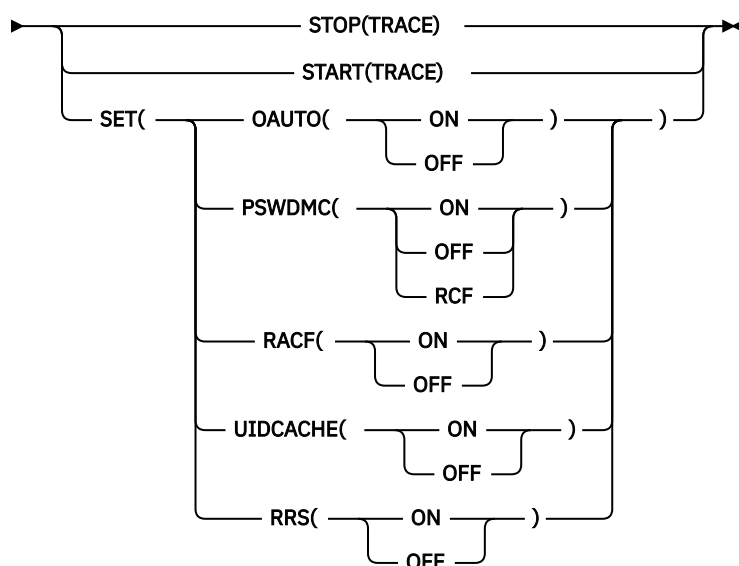 STOP(TRACE)
START(TRACE)
SET( OAUTO( ON ) )
OFF
PSWDMC( ON )
OFF
RCF
RACF( ON )
OFF
UIDCACHE( ON )
OFF
RRS( ON )
OFF